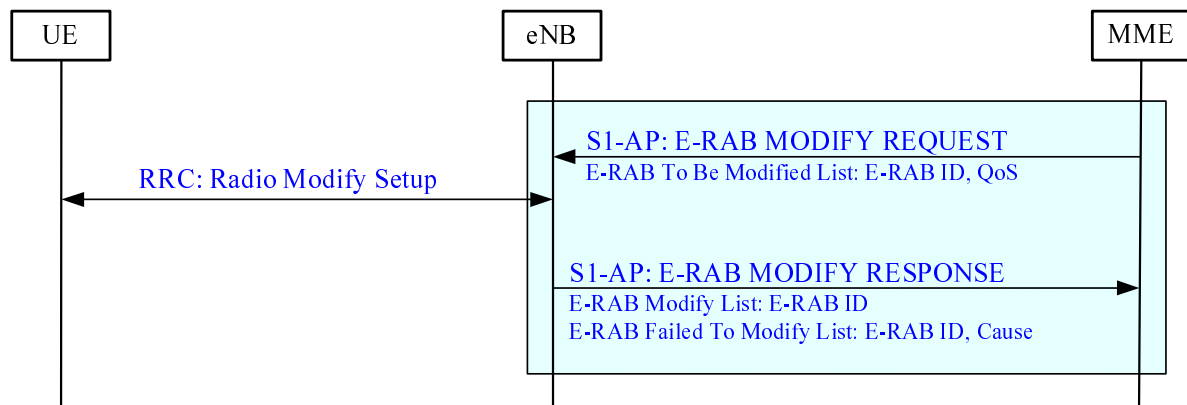 UE
eNB
MME
S1-AP: E-RAB MODIFY REQUEST
E-RAB To Be Modified List: E-RAB ID, QoS
RRC: Radio Modify Setup
S1-AP: E-RAB MODIFY RESPONSE
E-RAB Modify List: E-RAB ID
E-RAB Failed To Modify List: E-RAB ID, Cause